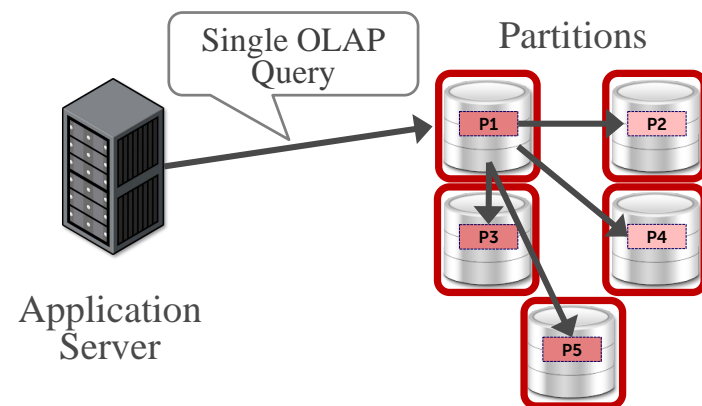 Single OLAP
Query
Partitions
P1
P2
P3
P4
P5
Application
Server